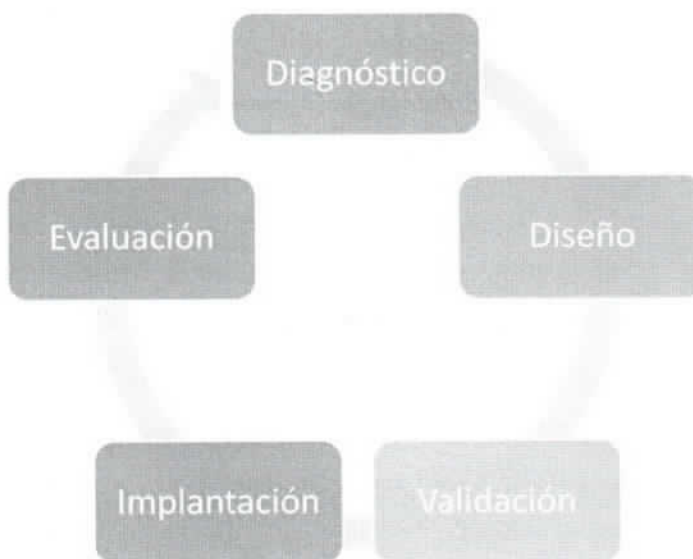 Diagnóstico
Diseño
Validación
Implantación
Evaluación